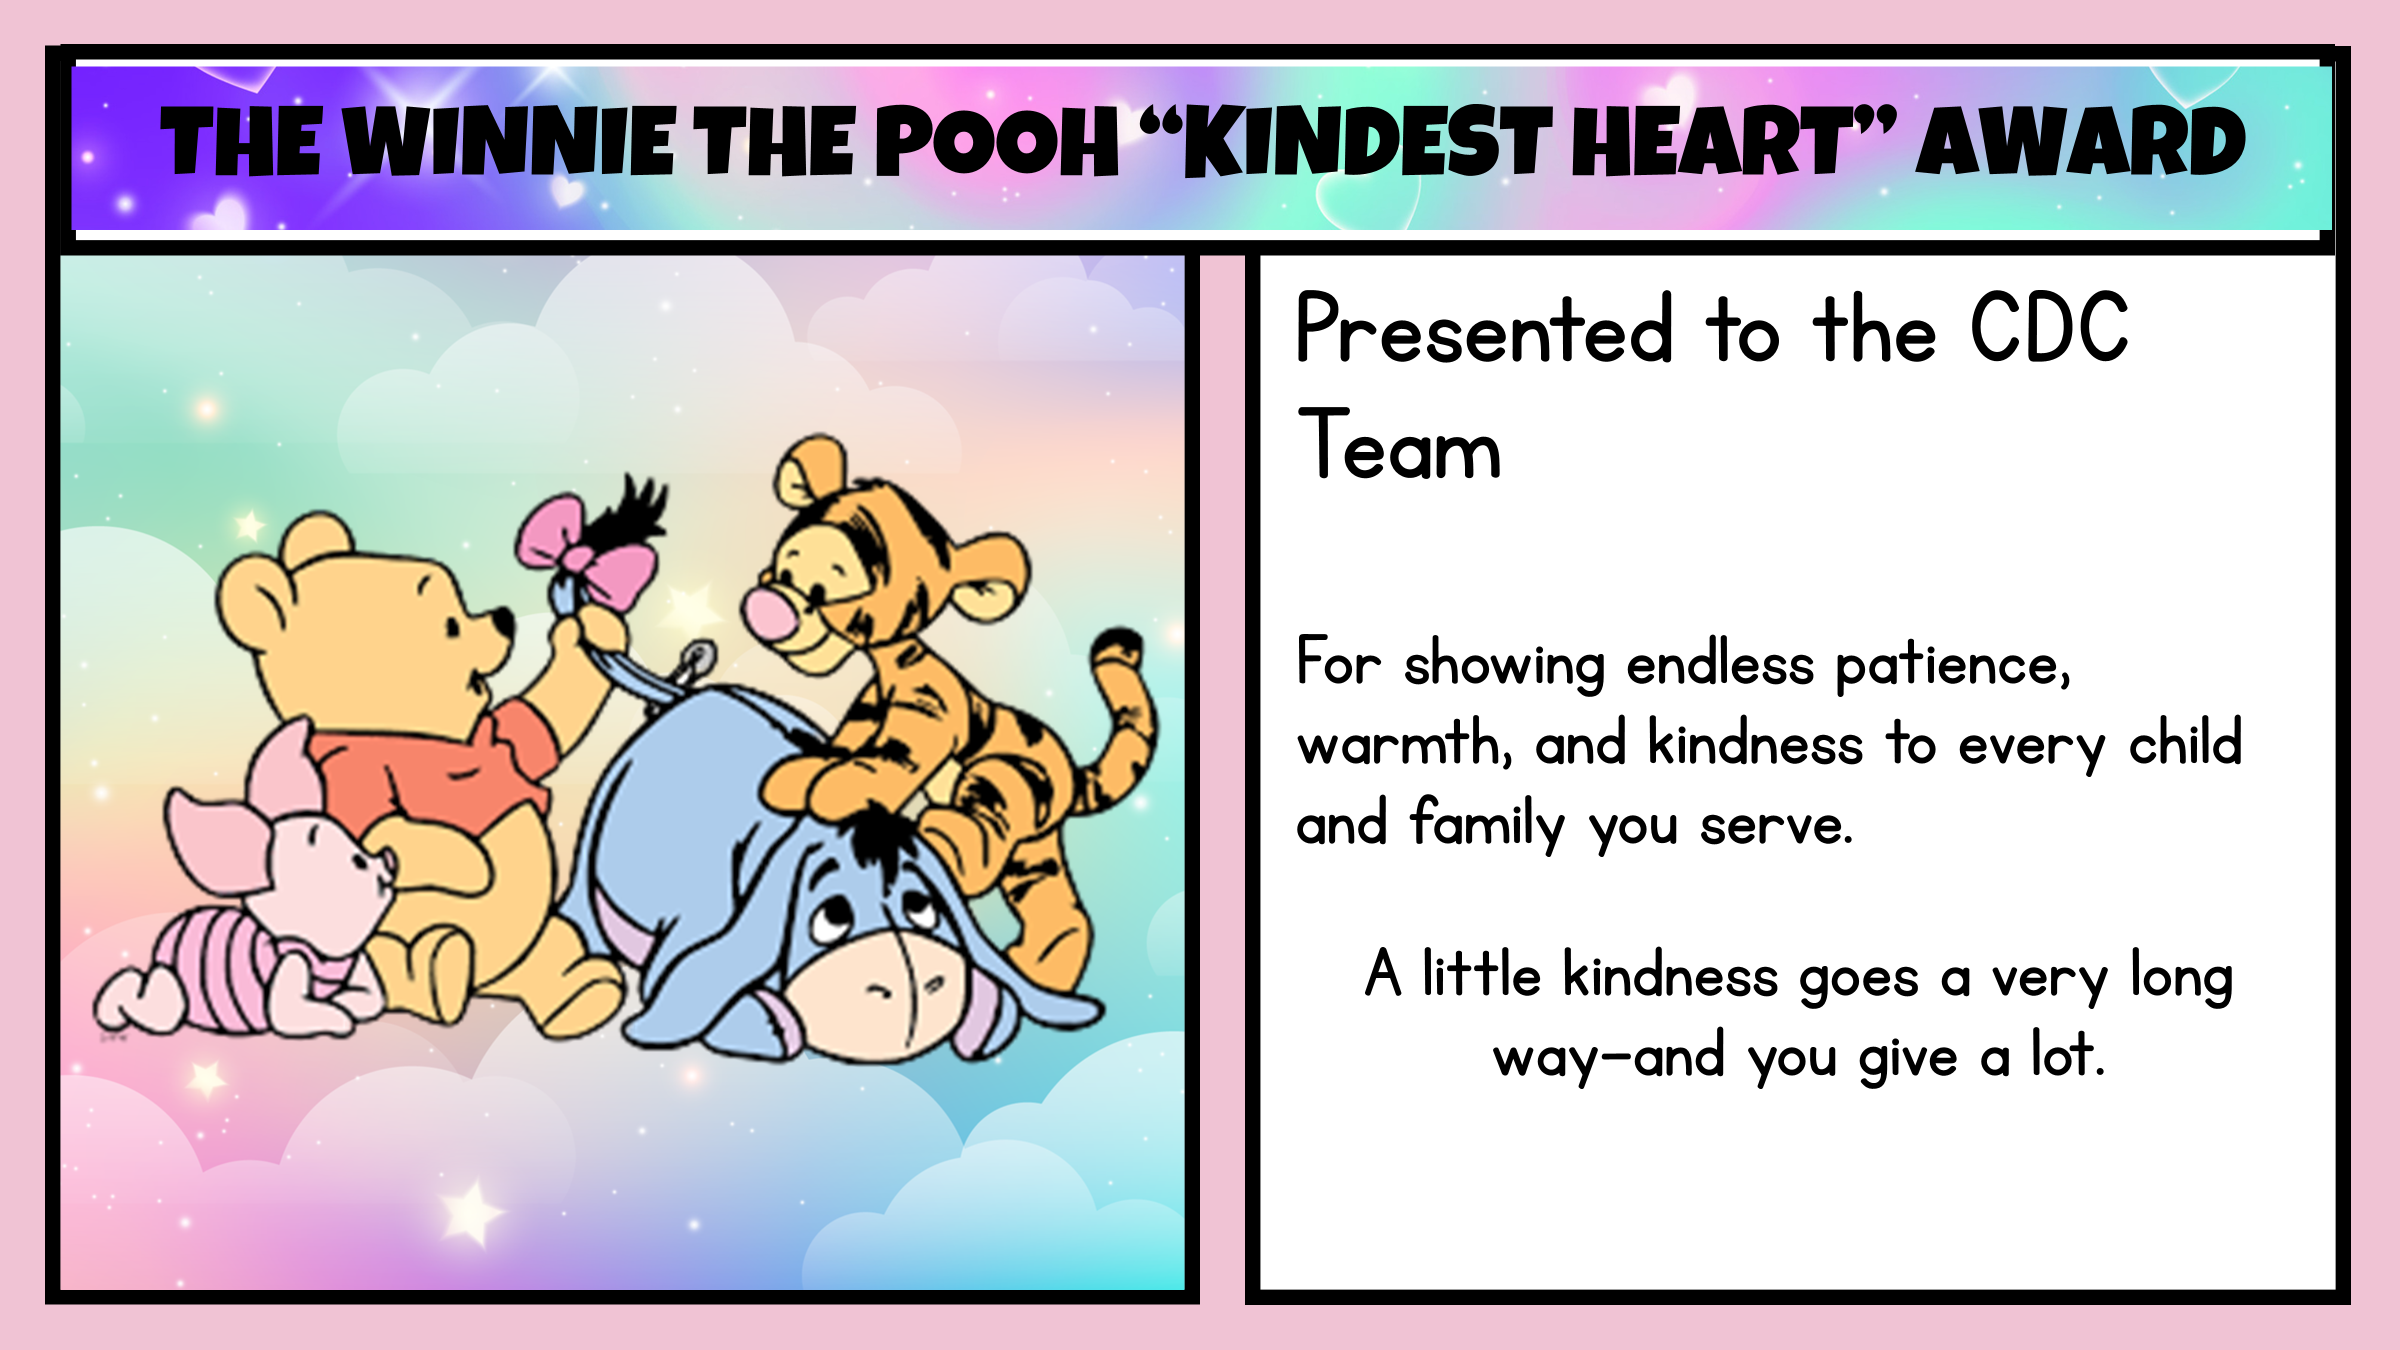 THE WINNIE THE POOH “KINDEST HEART” AWARD
Presented to the CDC
Team
For showing endless patience,
warmth, and kindness to every child
and family you serve.
A little kindness goes a very long
way–and you give a lot.